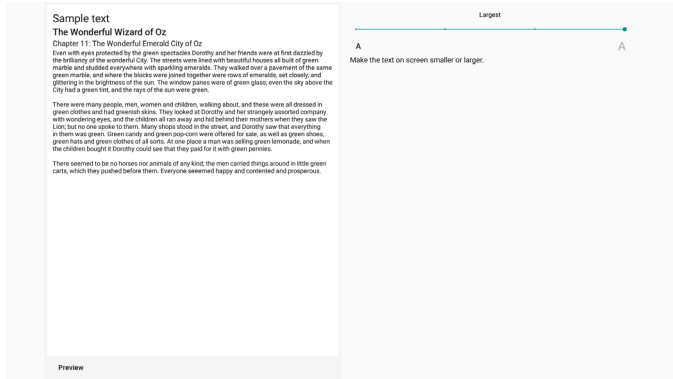 Sample text
The Wonderful Wizard of Oz
Chapter 11: The Wonderful Emerald City of Oz
Even with eyes protected by the green spectacles Dorothy and her friends were at first dazzled by
the brilliancy of the wonderful City. The streets were lined with beautiful houses all built of green
marble and studded everywhere with sparkling emeralds. They walked over a pavement of the same
green marble, and where the blocks were joined together were rows of emeralds, set closely, and
glittering in the brightness of the sun. The window panes were of green glass; even the sky above the
City had a green tint, and the rays of the sun were green.
There were many people, men, women and children, walking about, and these were all dressed in
green clothes and had greenish skins. They looked at Dorothy and her strangely assorted company
with wondering eyes, and the children all ran away and hid behind their mothers when they saw the
Lion; but no one spoke to them. Many shops stood in the street, and Dorothy saw that everything
in them was green. Green candy and green pop-corn were offered for sale, as well as green shoes,
green hats and green clothes of all sorts. At one place a man was selling green lemonade, and when
the children bought it Dorothy could see that they paid for it with green pennies.
There seemed to be no horses nor animals of any kind; the men carried things around in little green
carts, which they pushed before them. Everyone seeemed happy and contented and prosperous.
Preview
Largest
A A
Make the text on screen smaller or larger.